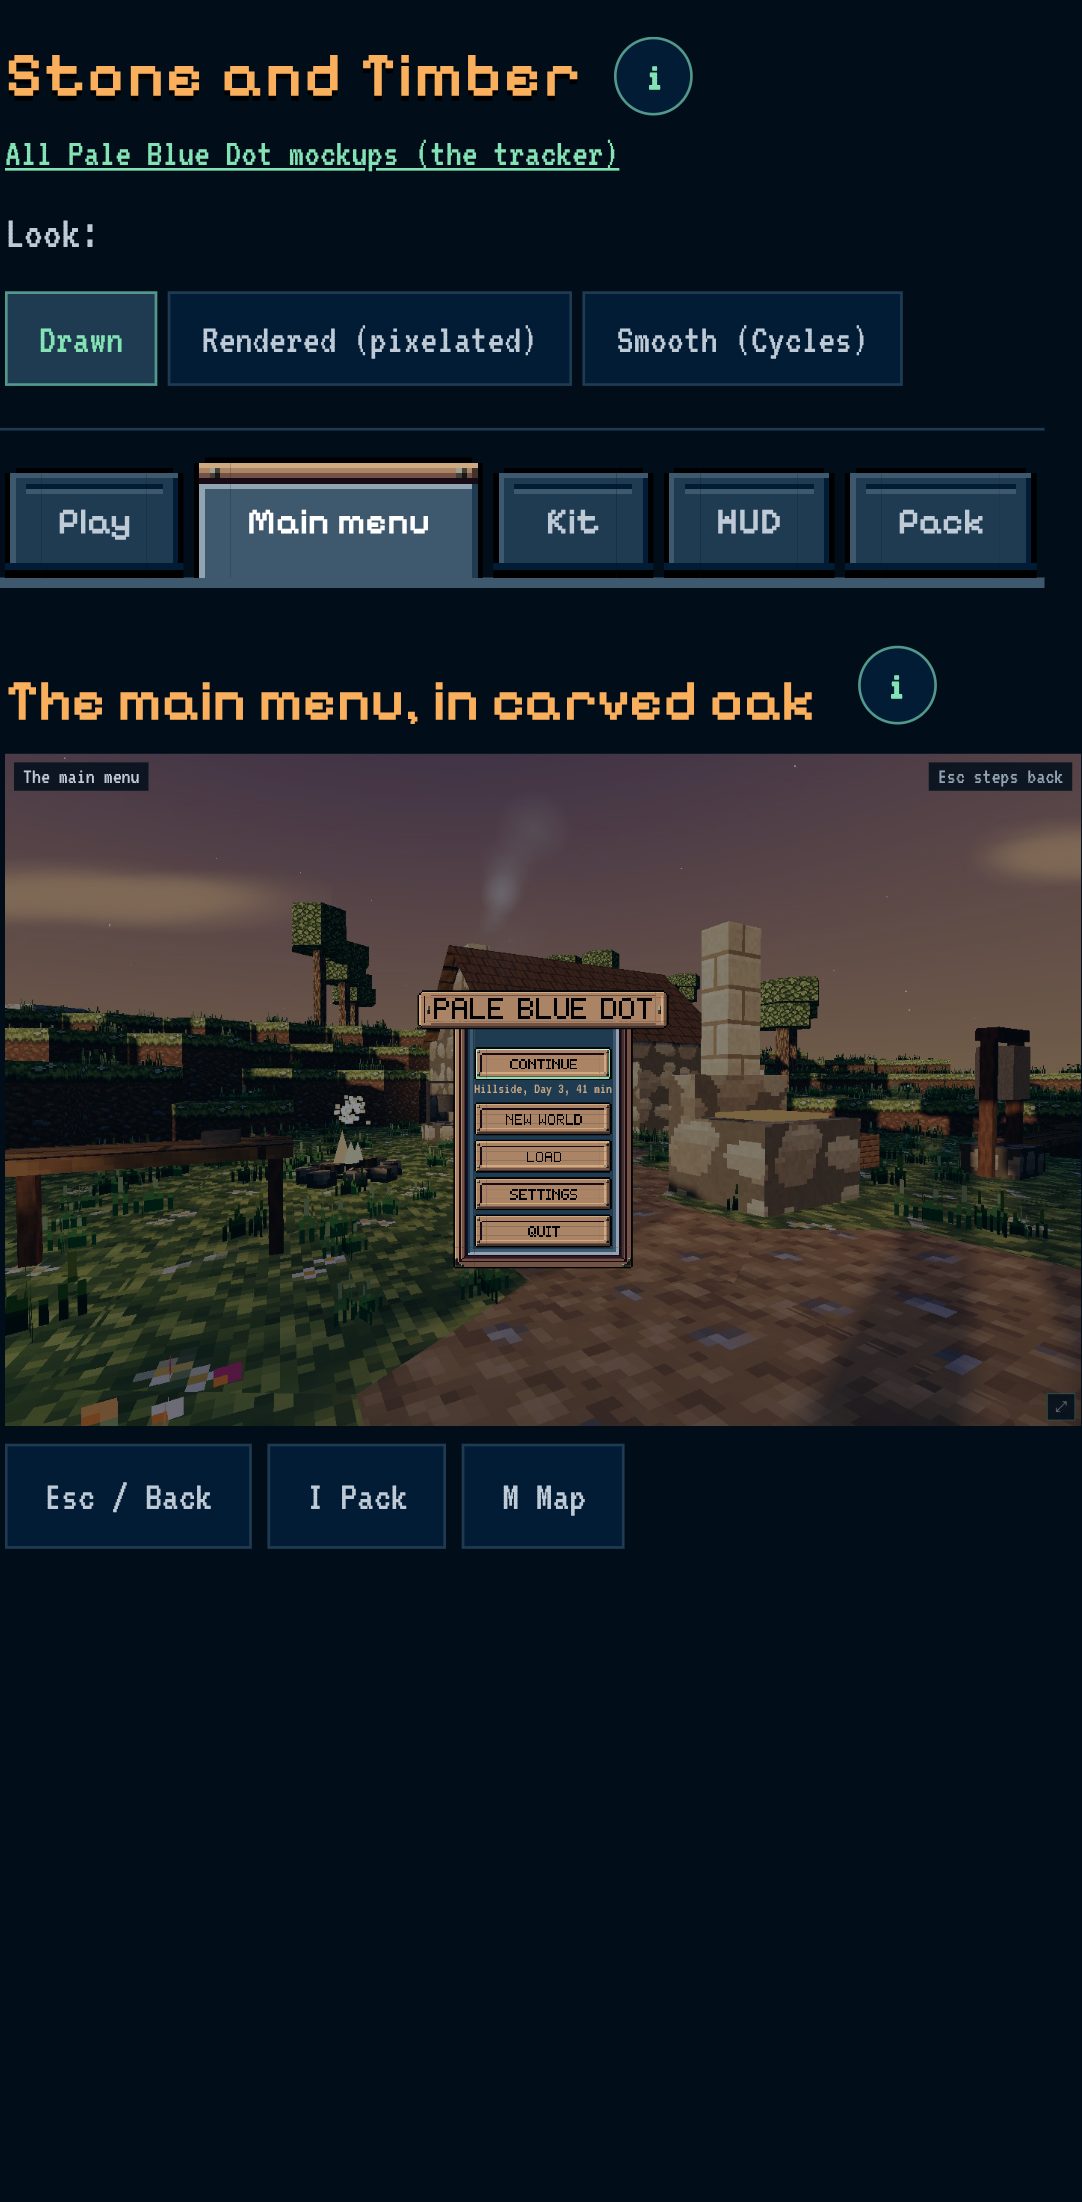 Stone and Timber i
All Pale Blue Dot mockups (the tracker)
Look:
Drawn Rendered (pixelated) Smooth (Cycles)
Play Main menu Kit HUD Pack
The main menu, in carved oak i
The main menu Esc steps back
PALE BLUE DOT
CONTINUE
Hillside, Day 3, 41 min
NEW WORLD
LOAD
SETTINGS
QUIT
Esc / Back I Pack M Map